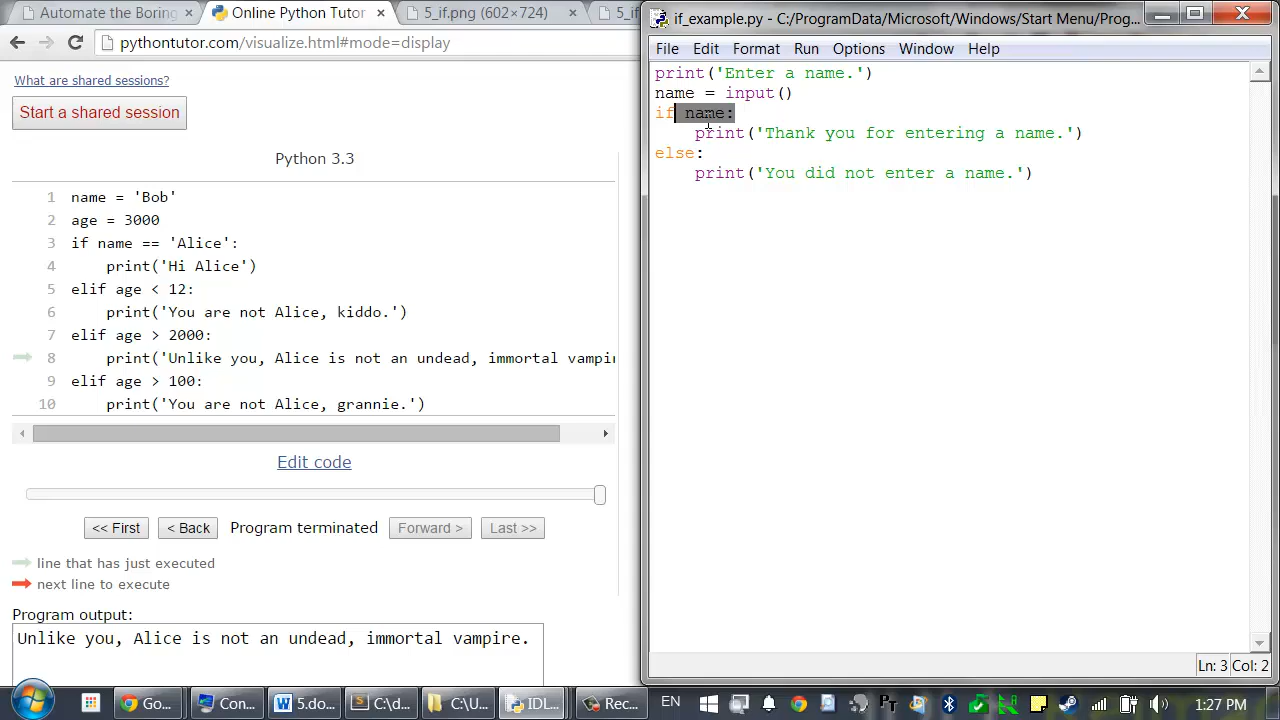 Automate the Boring
Online Python Tutor
5_if.png (602×724)
5_if
pythontutor.com/visualize.html#mode=display
What are shared sessions?
Start a shared session
Python 3.3
1 name = 'Bob'
2 age = 3000
3 if name == 'Alice':
4 print('Hi Alice')
5 elif age < 12:
6 print('You are not Alice, kiddo.')
7 elif age > 2000:
8 print('Unlike you, Alice is not an undead, immortal vampir
9 elif age > 100:
10 print('You are not Alice, grannie.')
Edit code
<< First
< Back
Program terminated
Forward >
Last >>
line that has just executed
next line to execute
Program output:
Unlike you, Alice is not an undead, immortal vampire.
if_example.py - C:/ProgramData/Microsoft/Windows/Start Menu/Prog...
File Edit Format Run Options Window Help
print('Enter a name.')
name = input()
if name:
print('Thank you for entering a name.')
else:
print('You did not enter a name.')
Ln: 3 Col: 2
Go...
Con...
Fol...
C:\d...
C:\U...
IDL...
Rec...
EN
1:27 PM